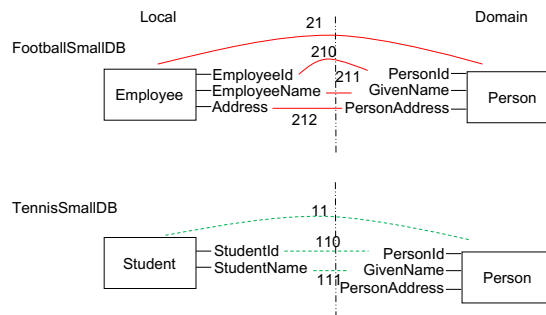 Local Domain
21
FootballSmallDB
210
EmployeeId 211 PersonId
EmployeeName GivenName
Employee Person
Address PersonAddress
212
TennisSmallDB 11
StudentId 110 PersonId
Student
StudentName GivenName
111 Person
PersonAddress